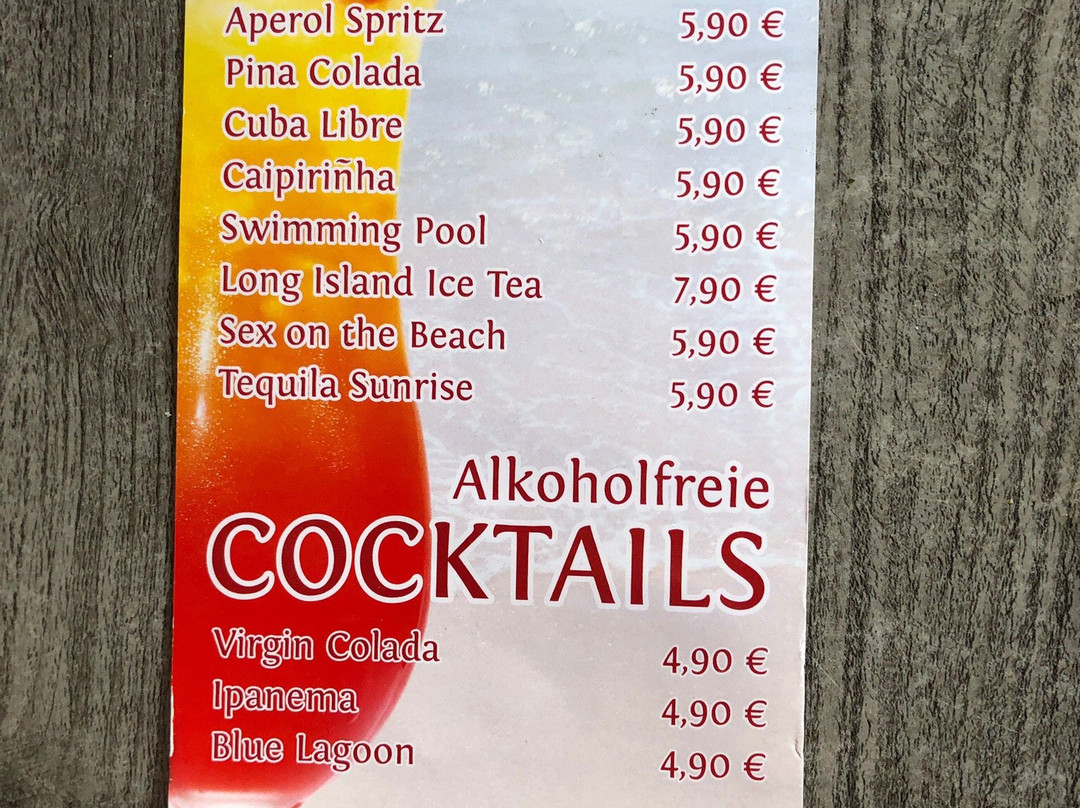 Aperol Spritz 5,90 €
Pina Colada 5,90 €
Cuba Libre 5,90 €
Caipiriñha 5,90 €
Swimming Pool 5,90 €
Long Island Ice Tea 7,90 €
Sex on the Beach 5,90 €
Tequila Sunrise 5,90 €
Alkoholfreie
COCKTAILS
Virgin Colada 4,90 €
Ipanema 4,90 €
Blue Lagoon 4,90 €